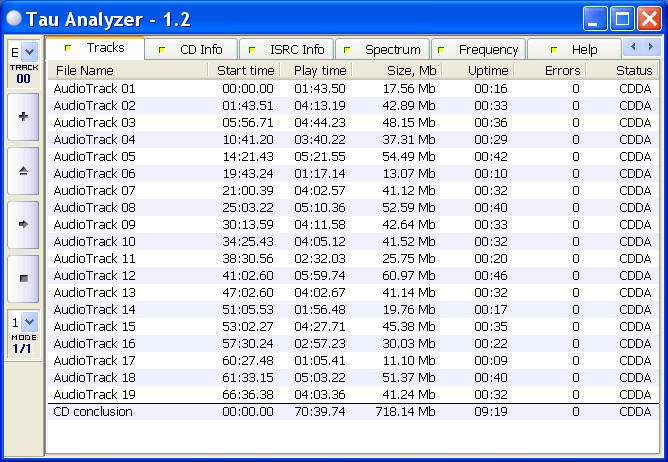 Tau Analyzer - 1.2
E
TRACK
00
1
MODE
1/1
Tracks CD Info ISRC Info Spectrum Frequency Help
File Name Start time Play time Size, Mb Uptime Errors Status
AudioTrack 01 00:00.00 01:43.50 17.56 Mb 00:16 0 CDDA
AudioTrack 02 01:43.51 04:13.19 42.89 Mb 00:33 0 CDDA
AudioTrack 03 05:56.71 04:44.23 48.15 Mb 00:36 0 CDDA
AudioTrack 04 10:41.20 03:40.22 37.31 Mb 00:29 0 CDDA
AudioTrack 05 14:21.43 05:21.55 54.49 Mb 00:42 0 CDDA
AudioTrack 06 19:43.24 01:17.14 13.07 Mb 00:10 0 CDDA
AudioTrack 07 21:00.39 04:02.57 41.12 Mb 00:32 0 CDDA
AudioTrack 08 25:03.22 05:10.36 52.59 Mb 00:40 0 CDDA
AudioTrack 09 30:13.59 04:11.58 42.64 Mb 00:33 0 CDDA
AudioTrack 10 34:25.43 04:05.12 41.52 Mb 00:32 0 CDDA
AudioTrack 11 38:30.56 02:32.03 25.75 Mb 00:20 0 CDDA
AudioTrack 12 41:02.60 05:59.74 60.97 Mb 00:46 0 CDDA
AudioTrack 13 47:02.60 04:02.67 41.14 Mb 00:32 0 CDDA
AudioTrack 14 51:05.53 01:56.48 19.76 Mb 00:17 0 CDDA
AudioTrack 15 53:02.27 04:27.71 45.38 Mb 00:35 0 CDDA
AudioTrack 16 57:30.24 02:57.23 30.03 Mb 00:22 0 CDDA
AudioTrack 17 60:27.48 01:05.41 11.10 Mb 00:09 0 CDDA
AudioTrack 18 61:33.15 05:03.22 51.37 Mb 00:40 0 CDDA
AudioTrack 19 66:36.38 04:03.36 41.24 Mb 00:32 0 CDDA
CD conclusion 00:00.00 70:39.74 718.14 Mb 09:19 0 CDDA